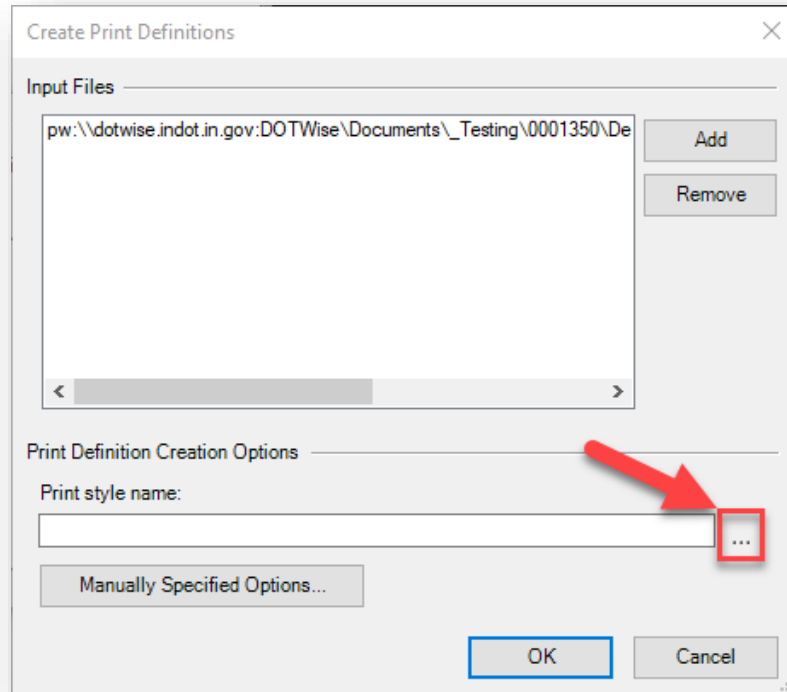 Create Print Definitions
Input Files
pw:\\dotwise.indot.in.gov:DOTWise\Documents\_Testing\0001350\De
Add
Remove
Print Definition Creation Options
Print style name:
...
Manually Specified Options...
OK
Cancel